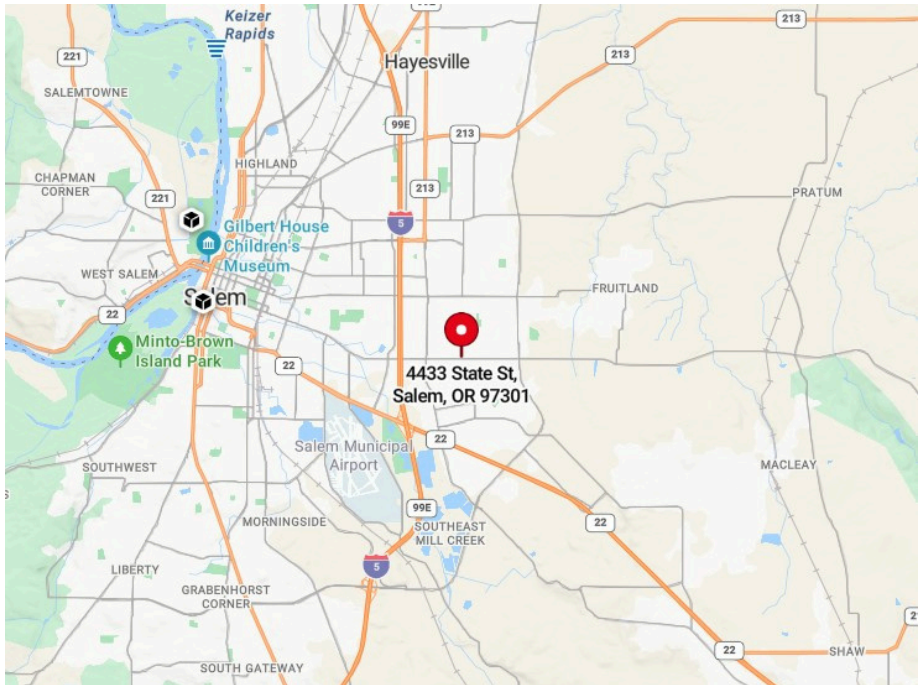 Keizer
Rapids
221
SALEMTOWNE
Hayesville
213
213
99E
213
HIGHLAND
CHAPMAN
CORNER
221
213
PRATUM
5
Gilbert House
Children's
Museum
WEST SALEM
Salem
FRUITLAND
22
Minto-Brown
Island Park
22
4433 State St,
Salem, OR 97301
22
Salem Municipal
Airport
SOUTHWEST
MACLEAY
99E
MORNINGSIDE
SOUTHEAST
MILL CREEK
22
LIBERTY
5
GRABENHORST
CORNER
SOUTH GATEWAY
22
SHAW